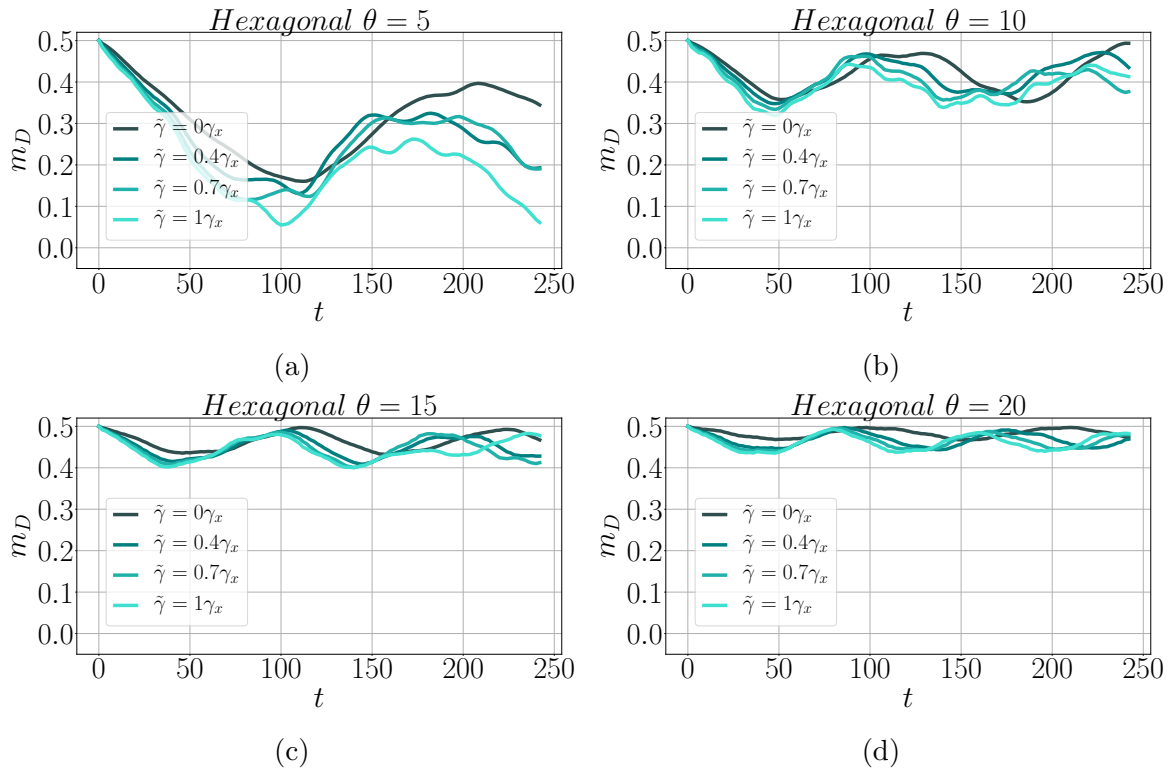 Hexagonal θ = 5
0.5
0.4
0.3
0.2
0.1
0.0
m_D
γ̃ = 0γ_x
γ̃ = 0.4γ_x
γ̃ = 0.7γ_x
γ̃ = 1γ_x
0 50 100 150 200 250
t
(a)
Hexagonal θ = 10
0.5
0.4
0.3
0.2
0.1
0.0
m_D
γ̃ = 0γ_x
γ̃ = 0.4γ_x
γ̃ = 0.7γ_x
γ̃ = 1γ_x
0 50 100 150 200 250
t
(b)
Hexagonal θ = 15
0.5
0.4
0.3
0.2
0.1
0.0
m_D
γ̃ = 0γ_x
γ̃ = 0.4γ_x
γ̃ = 0.7γ_x
γ̃ = 1γ_x
0 50 100 150 200 250
t
(c)
Hexagonal θ = 20
0.5
0.4
0.3
0.2
0.1
0.0
m_D
γ̃ = 0γ_x
γ̃ = 0.4γ_x
γ̃ = 0.7γ_x
γ̃ = 1γ_x
0 50 100 150 200 250
t
(d)